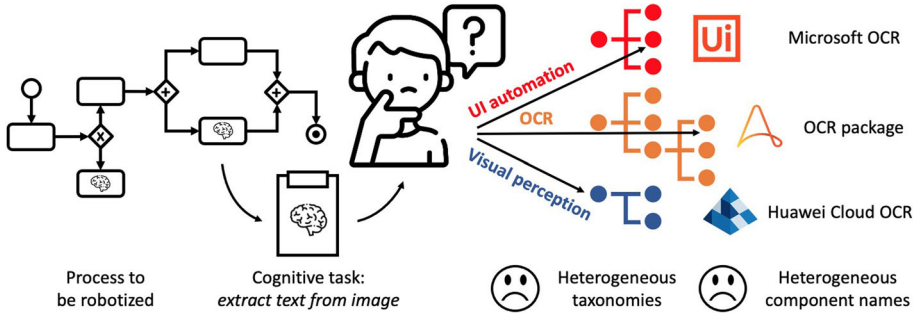 ?
UI automation
Ui
Microsoft OCR
OCR
OCR package
Visual perception
Huawei Cloud OCR
+
+
X
Process to
be robotized
Cognitive task:
extract text from image
Heterogeneous
taxonomies
Heterogeneous
component names